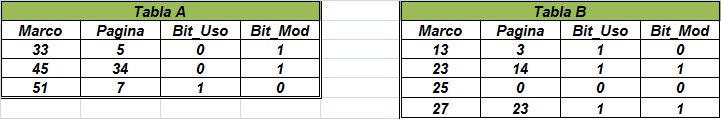 Tabla A
Marco Pagina Bit_Uso Bit_Mod
33 5 0 1
45 34 0 1
51 7 1 0
Tabla B
Marco Pagina Bit_Uso Bit_Mod
13 3 1 0
23 14 1 1
25 0 0 0
27 23 1 1